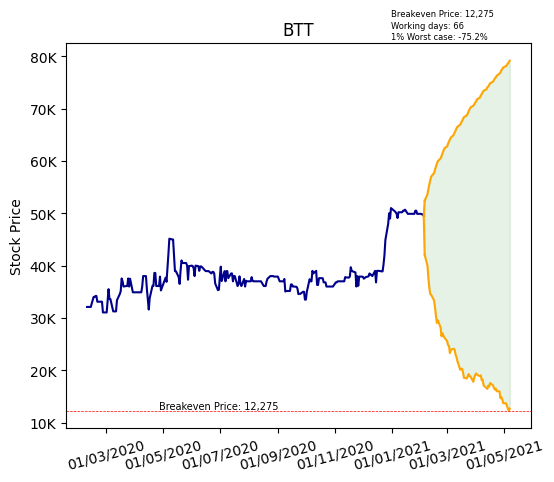 Breakeven Price: 12,275
Working days: 66
1% Worst case: -75.2%
BTT
80K
70K
60K
50K
40K
30K
20K
10K
Stock Price
Breakeven Price: 12,275
01/03/2020
01/05/2020
01/07/2020
01/09/2020
01/11/2020
01/01/2021
01/03/2021
01/05/2021